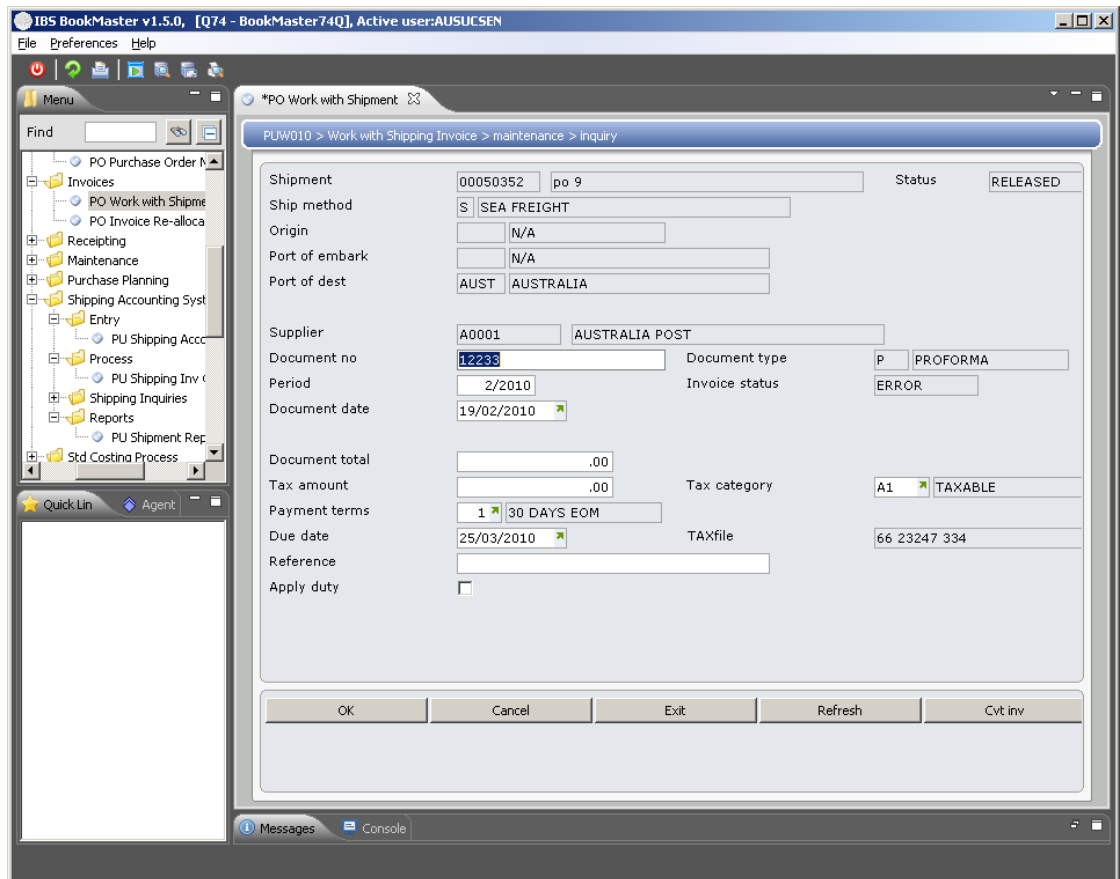 IBS BookMaster v1.5.0, [Q74 - BookMaster74Q], Active user:AUSUCSEN
File Preferences Help
Menu
*PO Work with Shipment
Find
PUW010 > Work with Shipping Invoice > maintenance > inquiry
PO Purchase Order M
Invoices
PO Work with Shipme
PO Invoice Re-alloca
Receipting
Maintenance
Purchase Planning
Shipping Accounting Syst
Entry
PU Shipping Acco
Process
PU Shipping Inv
Shipping Inquiries
Reports
PU Shipment Rep
Std Costing Process
Quick Lin Agent
Shipment 00050352 po 9 Status RELEASED
Ship method S SEA FREIGHT
Origin N/A
Port of embark N/A
Port of dest AUST AUSTRALIA
Supplier A0001 AUSTRALIA POST
Document no 12233 Document type P PROFORMA
Period 2/2010 Invoice status ERROR
Document date 19/02/2010
Document total .00
Tax amount .00 Tax category A1 TAXABLE
Payment terms 1 30 DAYS EOM
Due date 25/03/2010 TAXfile 66 23247 334
Reference
Apply duty
OK Cancel Exit Refresh Cvt inv
Messages Console